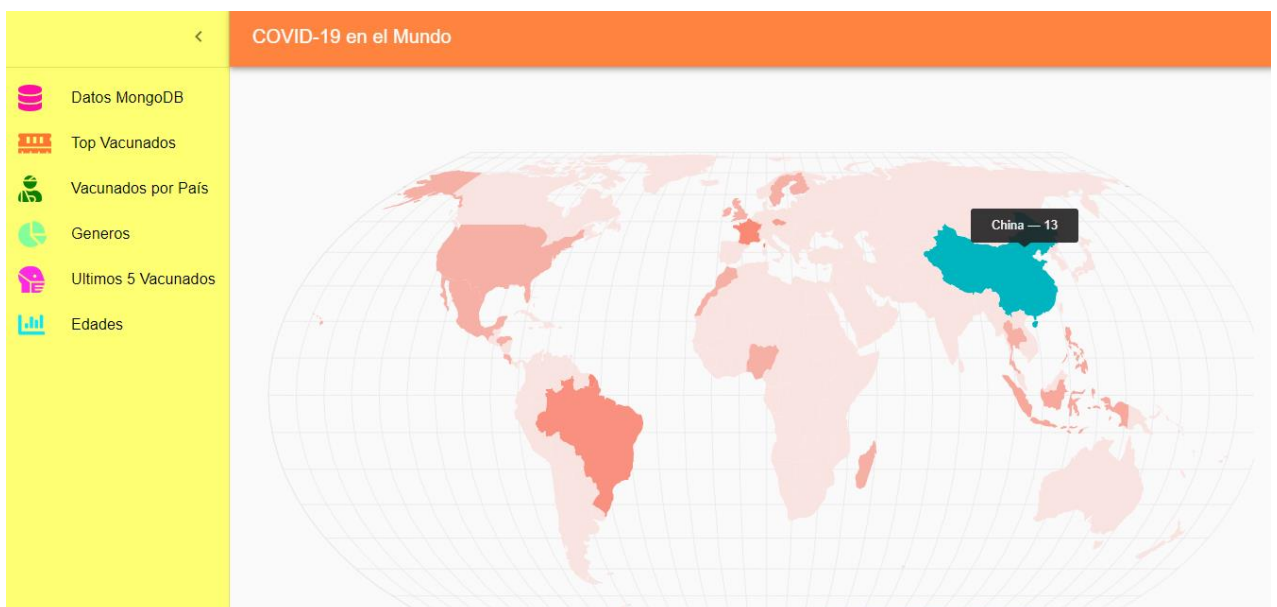 COVID-19 en el Mundo
Datos MongoDB
Top Vacunados
Vacunados por País
Generos
Ultimos 5 Vacunados
Edades
China — 13